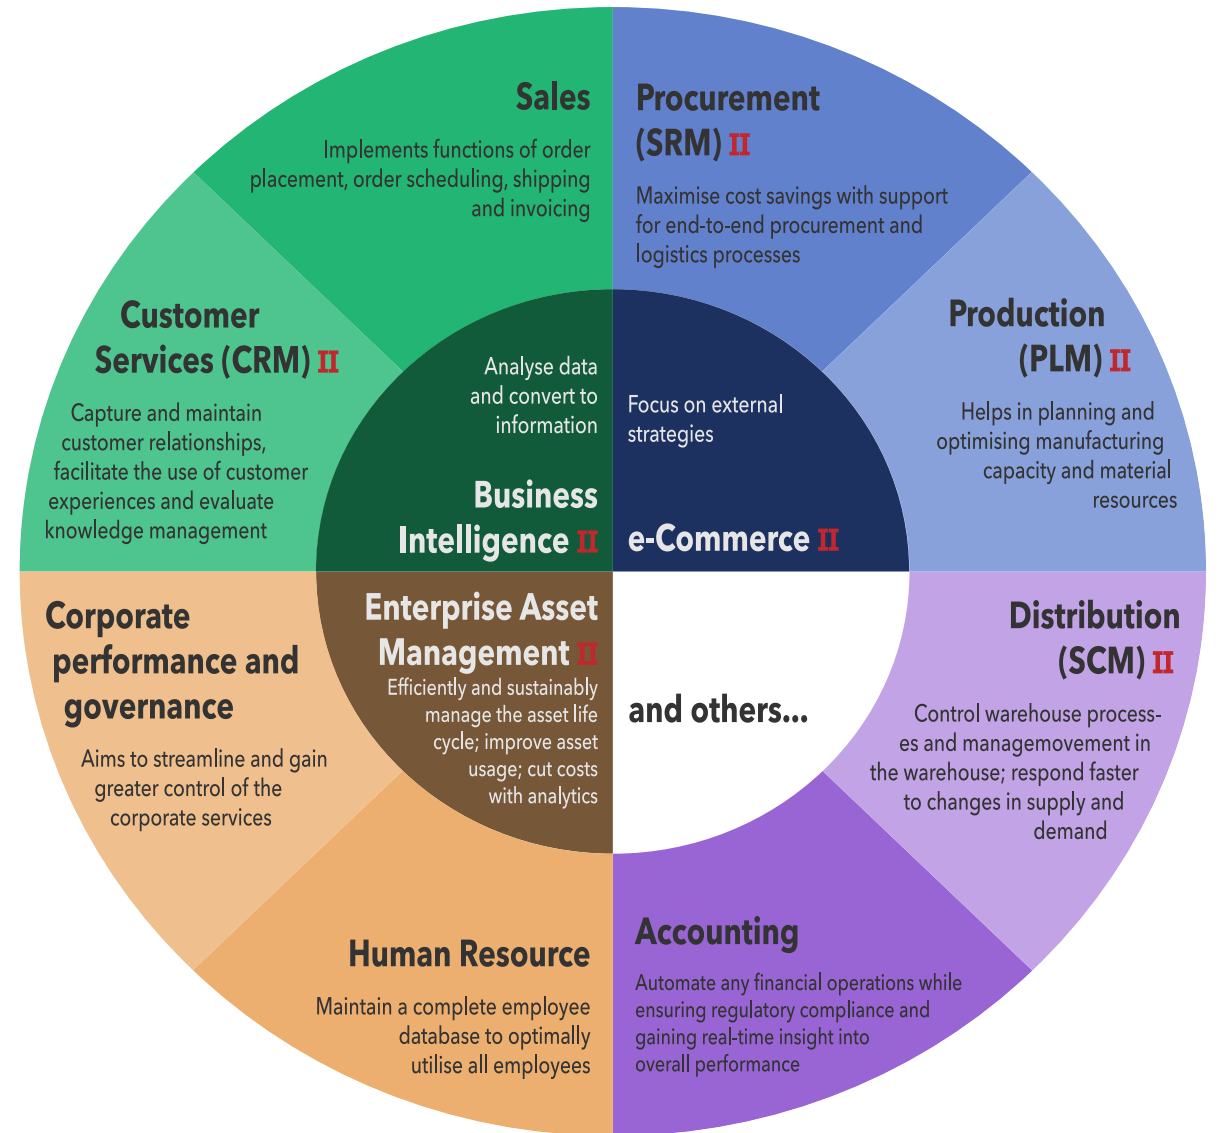 Sales
Implements functions of order
placement, order scheduling, shipping
and invoicing
Procurement
(SRM) II
Maximise cost savings with support
for end-to-end procurement and
logistics processes
Customer
Services (CRM) II
Capture and maintain
customer relationships,
facilitate the use of customer
experiences and evaluate
knowledge management
Analyse data
and convert to
information
Business
Intelligence II
Focus on external
strategies
e-Commerce II
Production
(PLM) II
Helps in planning and
optimising manufacturing
capacity and material
resources
Corporate
performance and
governance
Aims to streamline and gain
greater control of the
corporate services
Enterprise Asset
Management II
Efficiently and sustainably
manage the asset life
cycle; improve asset
usage; cut costs
with analytics
and others...
Distribution
(SCM) II
Control warehouse process-
es and managemovement in
the warehouse; respond faster
to changes in supply and
demand
Human Resource
Maintain a complete employee
database to optimally
utilise all employees
Accounting
Automate any financial operations while
ensuring regulatory compliance and
gaining real-time insight into
overall performance